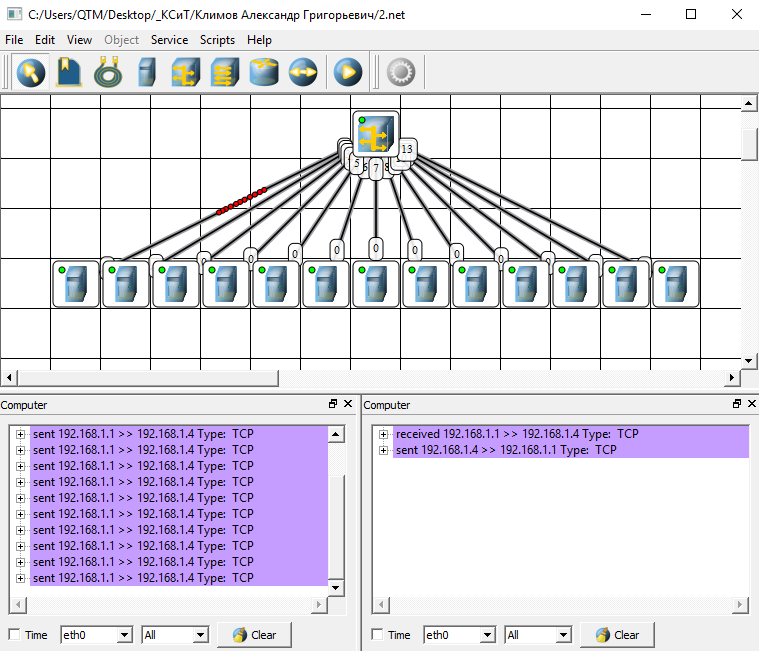 C:/Users/QTM/Desktop/_КСиТ/Климов Александр Григорьевич/2.net
File Edit View Object Service Scripts Help
13
5 6 7 8
0 0 0 0 0 0 0 0 0
Computer
sent 192.168.1.1 >> 192.168.1.4 Type: TCP
sent 192.168.1.1 >> 192.168.1.4 Type: TCP
sent 192.168.1.1 >> 192.168.1.4 Type: TCP
sent 192.168.1.1 >> 192.168.1.4 Type: TCP
sent 192.168.1.1 >> 192.168.1.4 Type: TCP
sent 192.168.1.1 >> 192.168.1.4 Type: TCP
sent 192.168.1.1 >> 192.168.1.4 Type: TCP
sent 192.168.1.1 >> 192.168.1.4 Type: TCP
sent 192.168.1.1 >> 192.168.1.4 Type: TCP
sent 192.168.1.1 >> 192.168.1.4 Type: TCP
Time eth0 All Clear
Computer
received 192.168.1.1 >> 192.168.1.4 Type: TCP
sent 192.168.1.4 >> 192.168.1.1 Type: TCP
Time eth0 All Clear